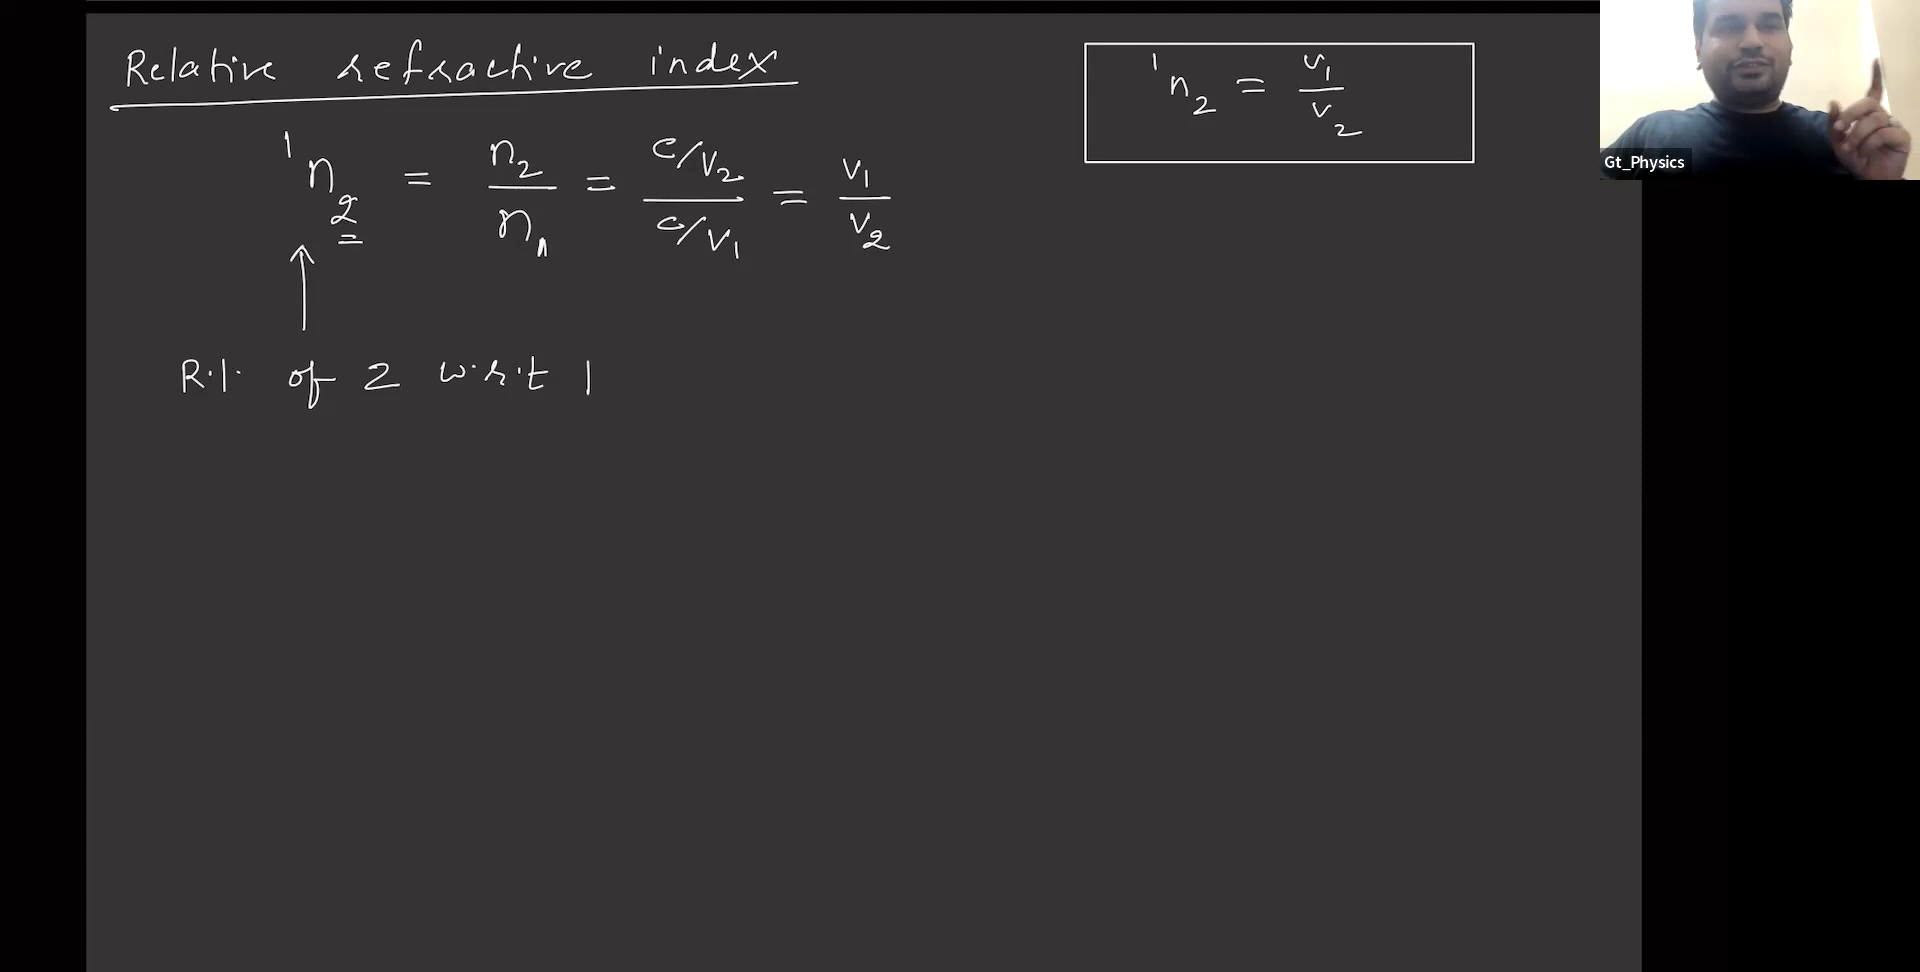 Relative refractive index
¹n₂ = n₂/n₁ = (c/v₂)/(c/v₁) = v₁/v₂
R.I. of 2 w.r.t 1
¹n₂ = v₁/v₂
Gt_Physics